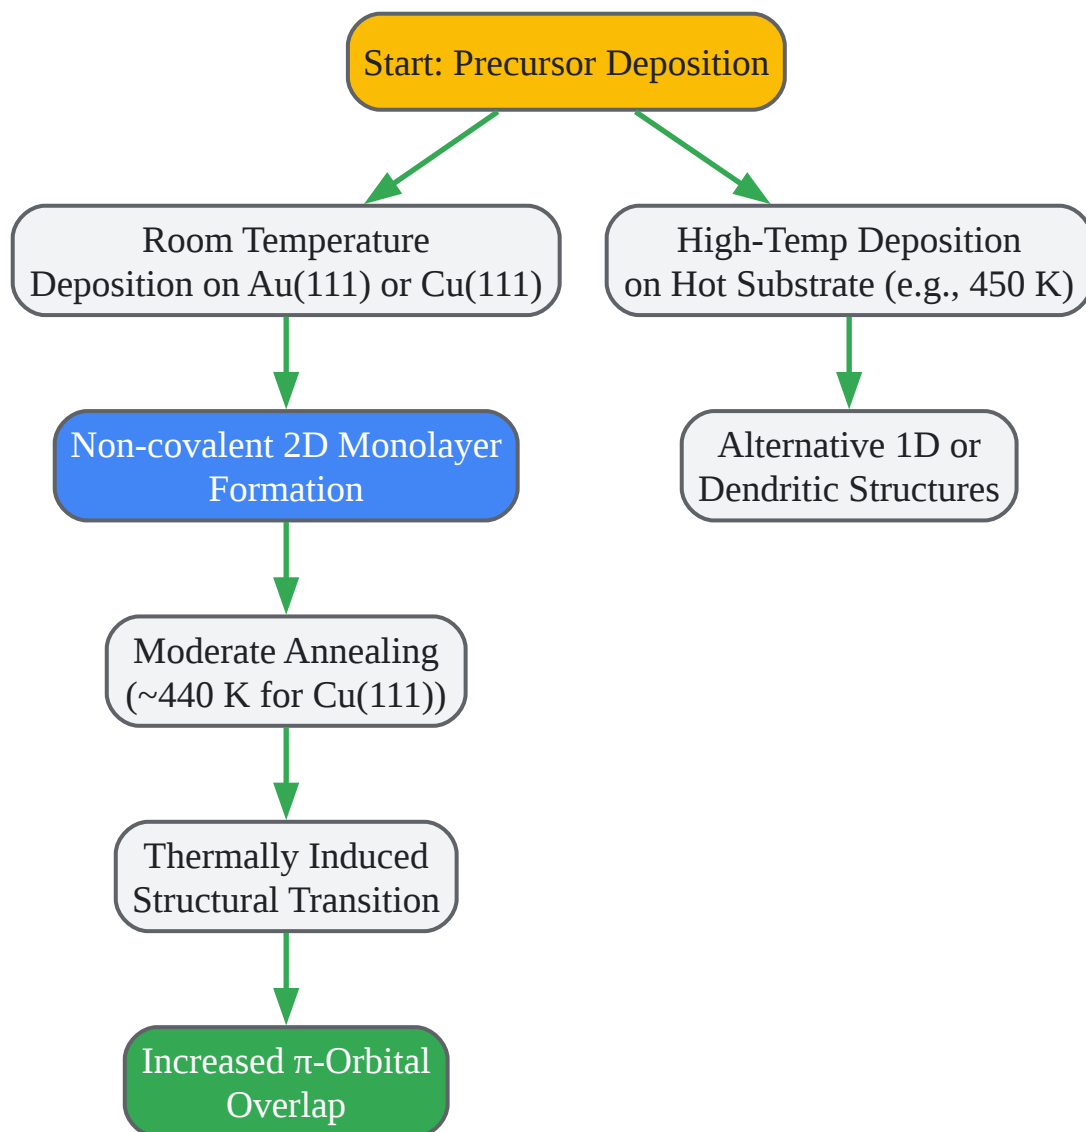 Start: Precursor Deposition
Room Temperature
Deposition on Au(111) or Cu(111)
High-Temp Deposition
on Hot Substrate (e.g., 450 K)
Non-covalent 2D Monolayer
Formation
Alternative 1D or
Dendritic Structures
Moderate Annealing
(~440 K for Cu(111))
Thermally Induced
Structural Transition
Increased π-Orbital
Overlap